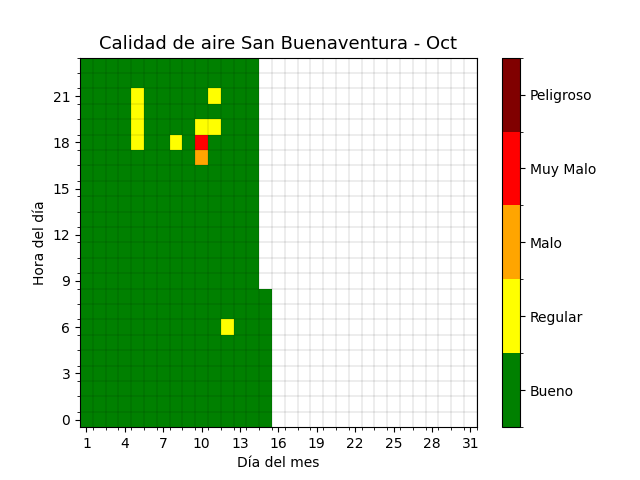 Calidad de aire San Buenaventura - Oct
Hora del día
21
18
15
12
9
6
3
0
1 4 7 10 13 16 19 22 25 28 31
Día del mes
Peligroso
Muy Malo
Malo
Regular
Bueno